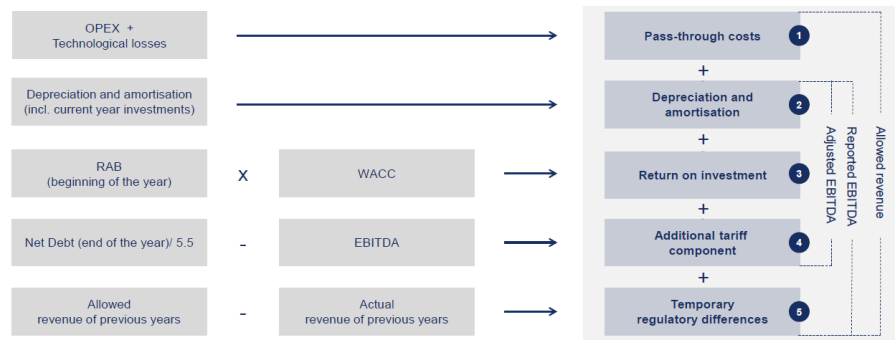 OPEX +
Technological losses
Pass-through costs
1
+
Depreciation and amortisation
(incl. current year investments)
Depreciation and
amortisation
2
+
RAB
(beginning of the year)
x
WACC
Return on investment
3
+
Net Debt (end of the year)/ 5.5
-
EBITDA
Additional tariff
component
4
+
Allowed
revenue of previous years
-
Actual
revenue of previous years
Temporary
regulatory differences
5
Adjusted EBITDA
Reported EBITDA
Allowed revenue